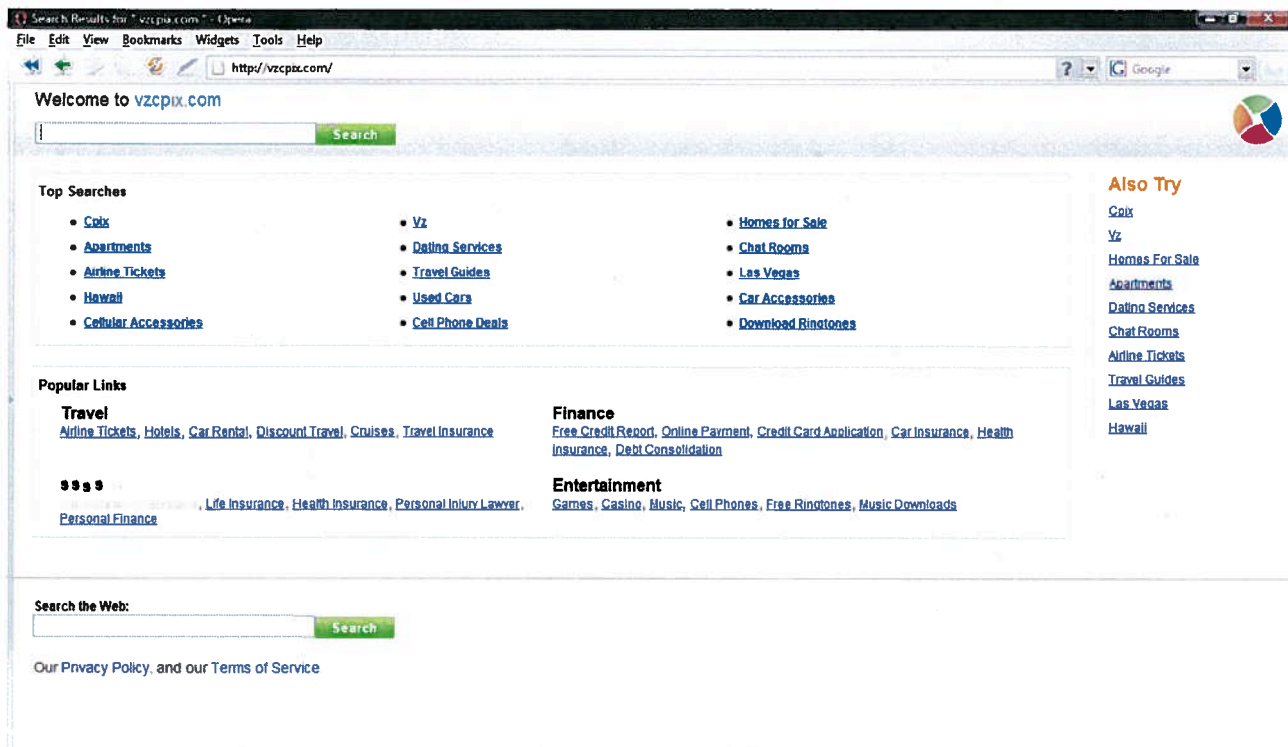 Search Results for " vzcpix.com " - Opera
File Edit View Bookmarks Widgets Tools Help
http://vzcpix.com/
? Google
Welcome to vzcpix.com
Search
Top Searches
Cpix
Vz
Homes for Sale
Apartments
Dating Services
Chat Rooms
Airline Tickets
Travel Guides
Las Vegas
Hawaii
Used Cars
Car Accessories
Cellular Accessories
Cell Phone Deals
Download Ringtones
Also Try
Cpix
Vz
Homes For Sale
Apartments
Dating Services
Chat Rooms
Airline Tickets
Travel Guides
Las Vegas
Hawaii
Popular Links
Travel
Airline Tickets, Hotels, Car Rental, Discount Travel, Cruises, Travel Insurance
Finance
Free Credit Report, Online Payment, Credit Card Application, Car Insurance, Health
Insurance, Debt Consolidation
, Life Insurance, Health Insurance, Personal Injury Lawyer,
Personal Finance
Entertainment
Games, Casino, Music, Cell Phones, Free Ringtones, Music Downloads
Search the Web:
Search
Our Privacy Policy, and our Terms of Service